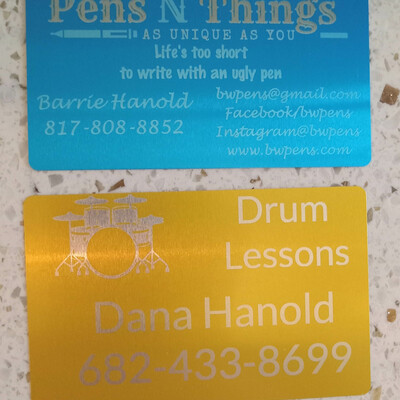 Pens N Things
AS UNIQUE AS YOU
Life's too short
to write with an ugly pen
Barrie Hanold
817-808-8852
bwpens@gmail.com
Facebook/bwpens
Instagram@bwpens
www.bwpens.com
Drum
Lessons
Dana Hanold
682-433-8699